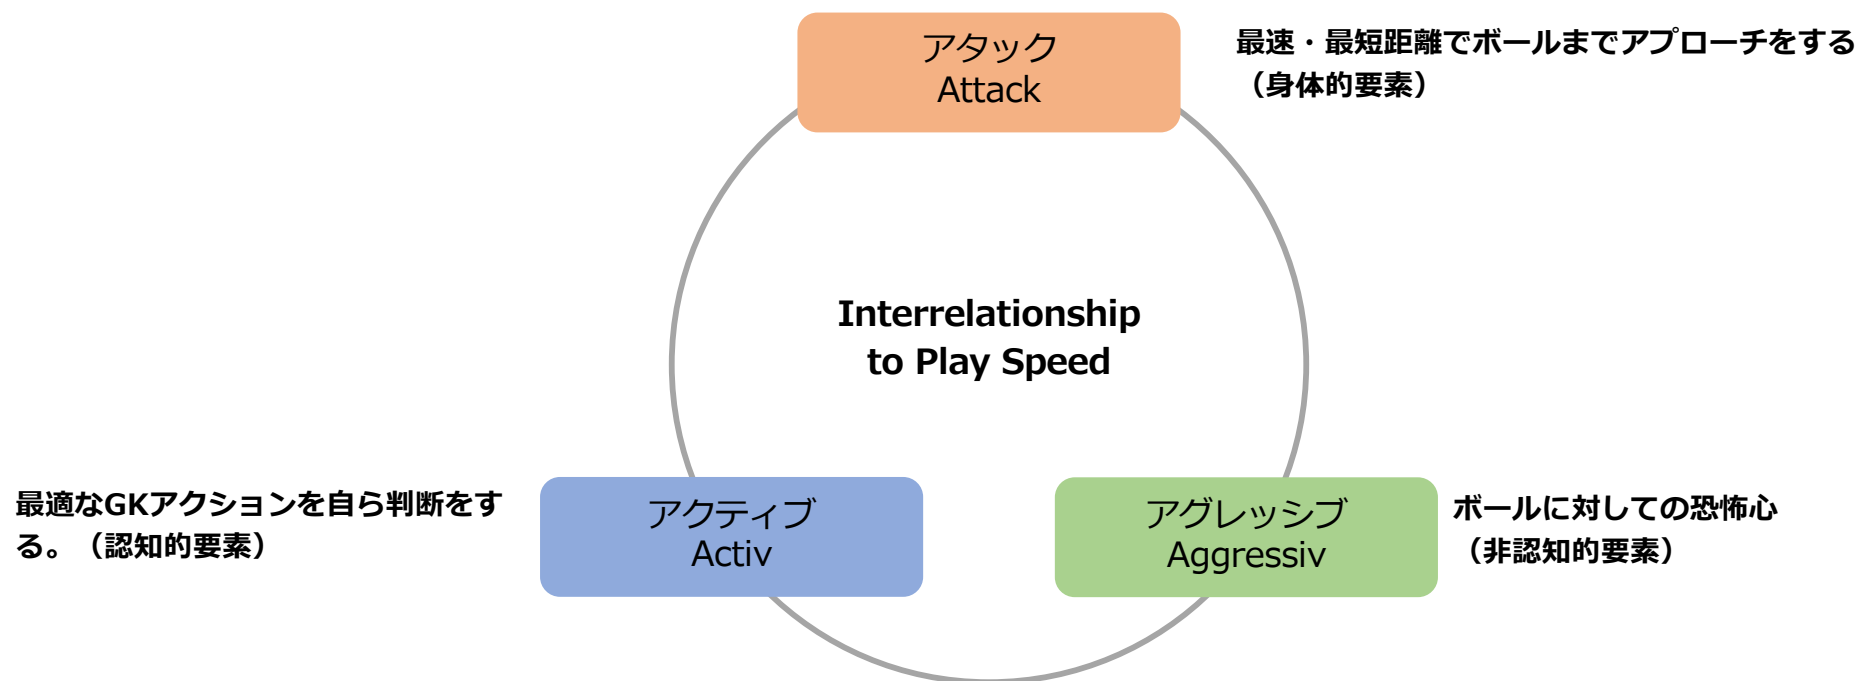 アタック
Attack
最速・最短距離でボールまでアプローチをする
（身体的要素）
Interrelationship
to Play Speed
最適なGKアクションを自ら判断をす
る。（認知的要素）
アクティブ
Activ
アグレッシブ
Aggressiv
ボールに対しての恐怖心
（非認知的要素）